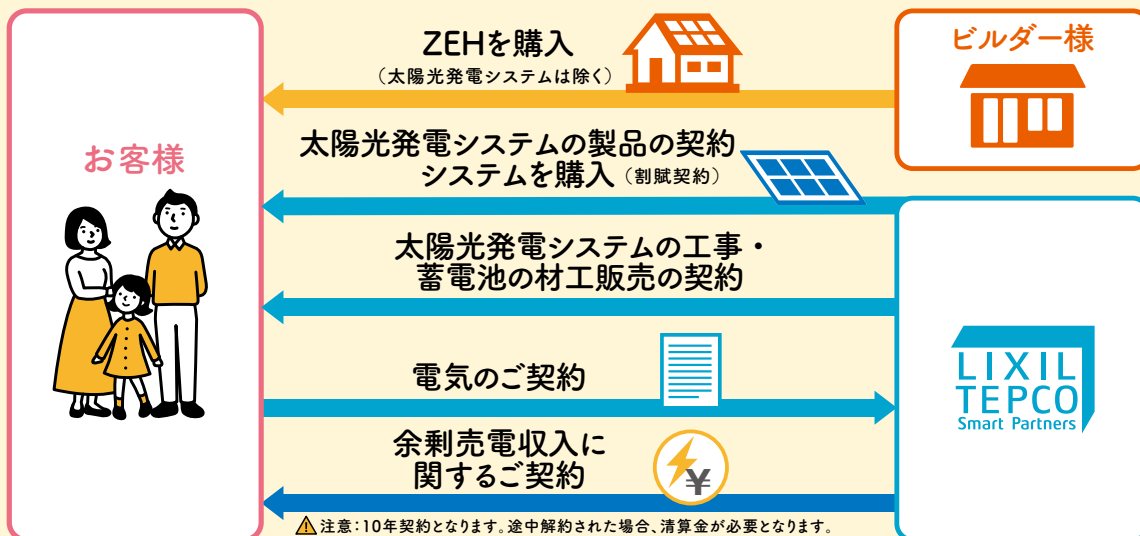 お客様
ZEHを購入
（太陽光発電システムは除く）
ビルダー様
太陽光発電システムの製品の契約
システムを購入（割賦契約）
太陽光発電システムの工事・
蓄電池の材工販売の契約
電気のご契約
余剰売電収入に
関するご契約
¥
注意：10年契約となります。途中解約された場合、清算金が必要となります。
LIXIL
TEPCO
Smart Partners